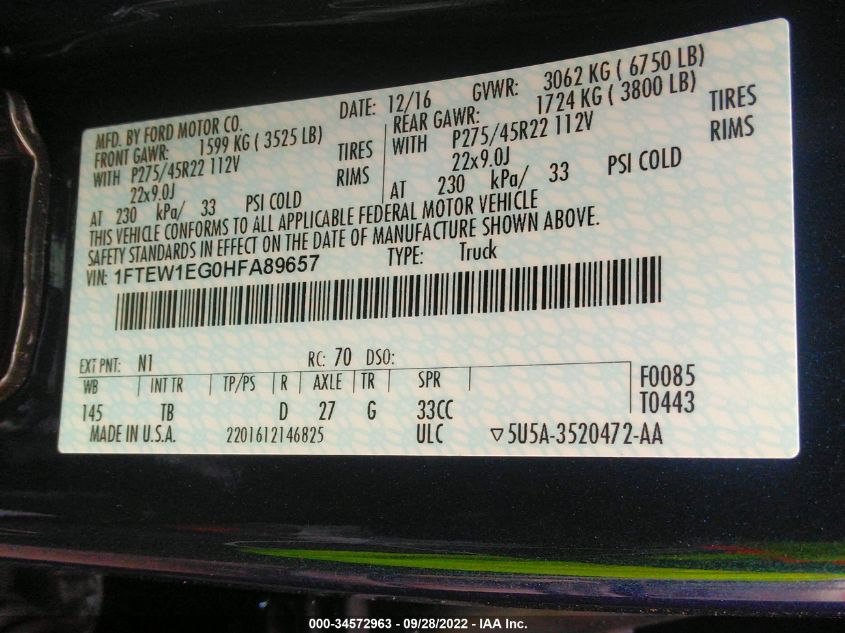 MFD. BY FORD MOTOR CO. DATE: 12/16 GVWR: 3062 KG ( 6750 LB)
FRONT GAWR: 1599 KG ( 3525 LB) REAR GAWR: 1724 KG ( 3800 LB)
WITH P275/45R22 112V TIRES WITH P275/45R22 112V TIRES
22x9.0J RIMS 22x9.0J RIMS
AT 230 kPa/ 33 PSI COLD AT 230 kPa/ 33 PSI COLD
THIS VEHICLE CONFORMS TO ALL APPLICABLE FEDERAL MOTOR VEHICLE
SAFETY STANDARDS IN EFFECT ON THE DATE OF MANUFACTURE SHOWN ABOVE.
VIN: 1FTEW1EG0HFA89657 TYPE: Truck
EXT PNT: N1 RC: 70 DSO:
WB INT TR TP/PS R AXLE TR SPR F0085
145 TB D 27 G 33CC T0443
MADE IN U.S.A. 2201612146825 ULC ▽5U5A-3520472-AA
000-34572963 - 09/28/2022 - IAA Inc.